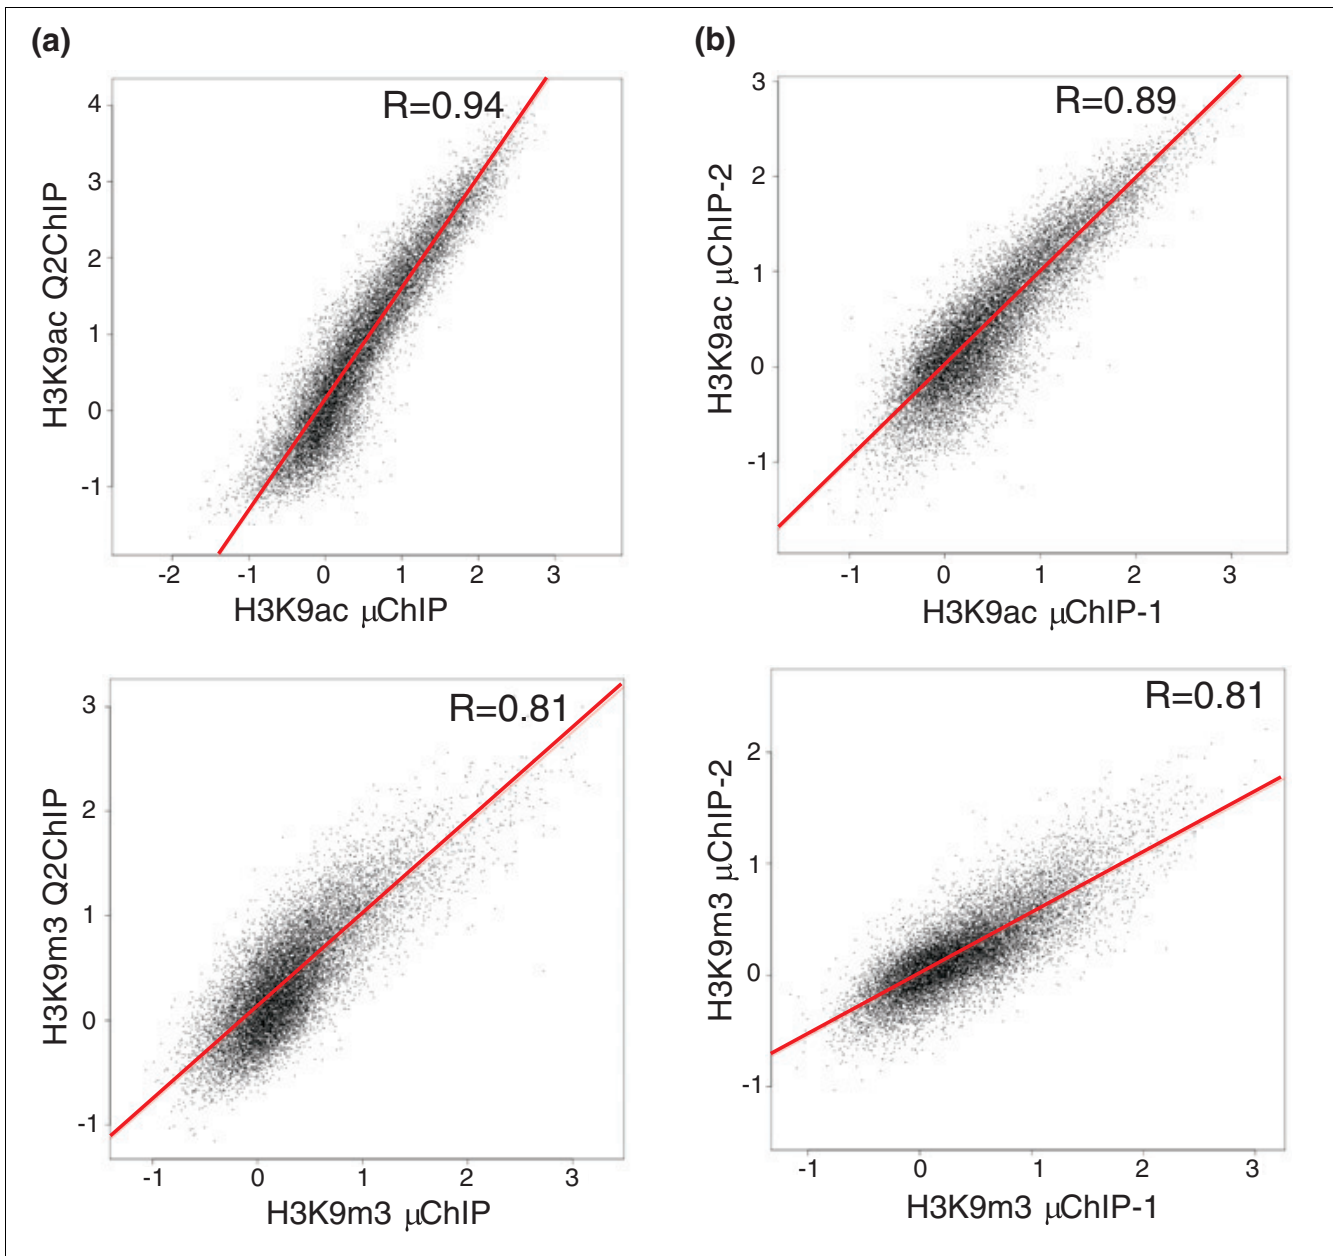 (a)
R=0.94
4
3
2
1
0
-1
H3K9ac Q2ChIP
-2 -1 0 1 2 3
H3K9ac µChIP
(b)
R=0.89
3
2
1
0
-1
H3K9ac µChIP-2
-1 0 1 2 3
H3K9ac µChIP-1
R=0.81
3
2
1
0
-1
H3K9m3 Q2ChIP
-1 0 1 2 3
H3K9m3 µChIP
R=0.81
2
1
0
-1
H3K9m3 µChIP-2
-1 0 1 2 3
H3K9m3 µChIP-1